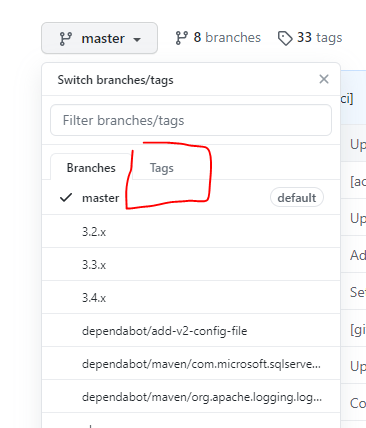 master 8 branches 33 tags
Switch branches/tags
ci]
Filter branches/tags
Up
Branches Tags
[ac
master default
Up
3.2.x
Ad
3.3.x
Set
3.4.x
[gi
dependabot/add-v2-config-file
Up
dependabot/maven/com.microsoft.sqlserve...
Co
dependabot/maven/org.apache.logging.log...